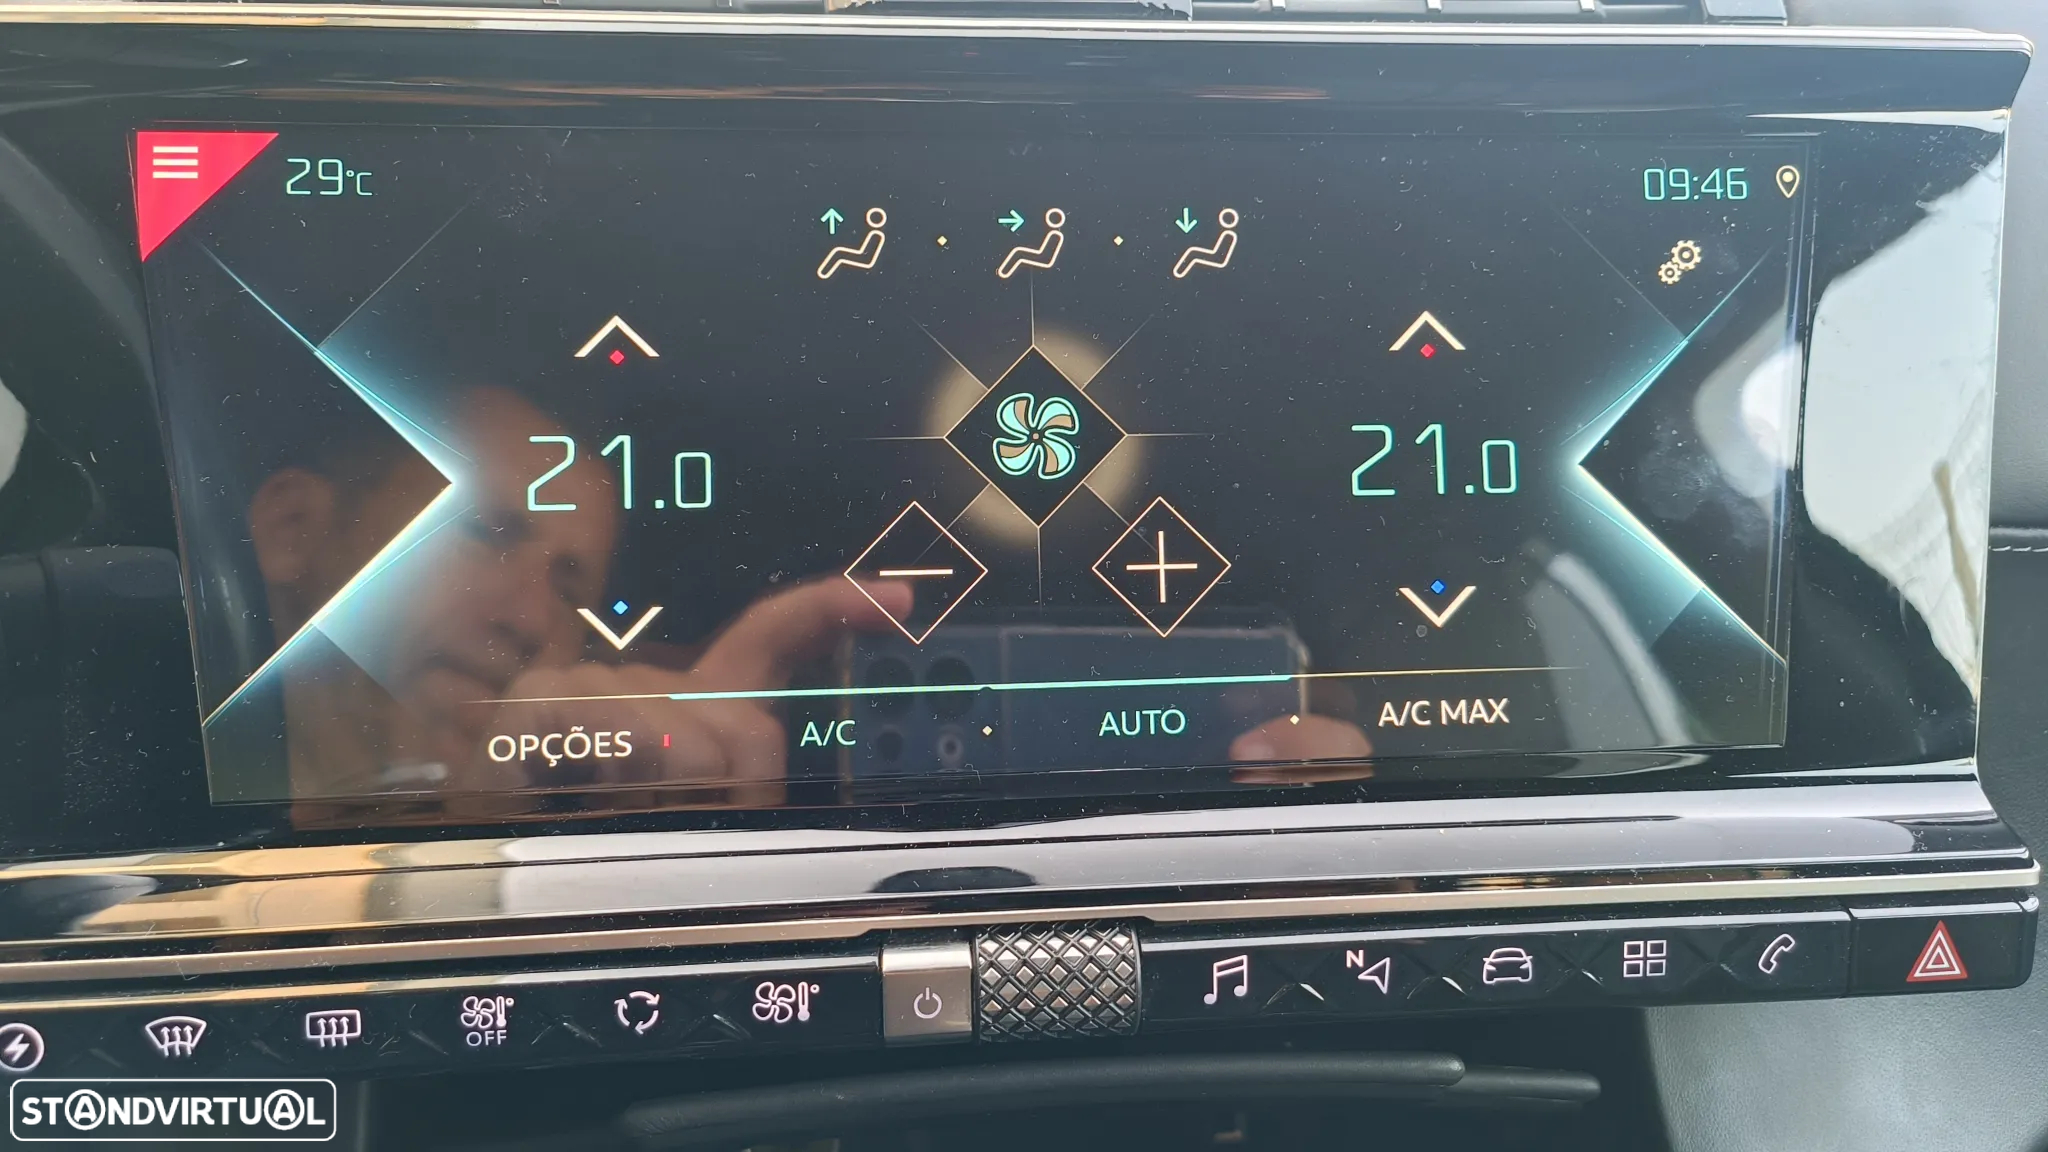 29°C
09:46
21.0
21.0
OPÇÕES
A/C
AUTO
A/C MAX
N
OFF
STANDVIRTUAL